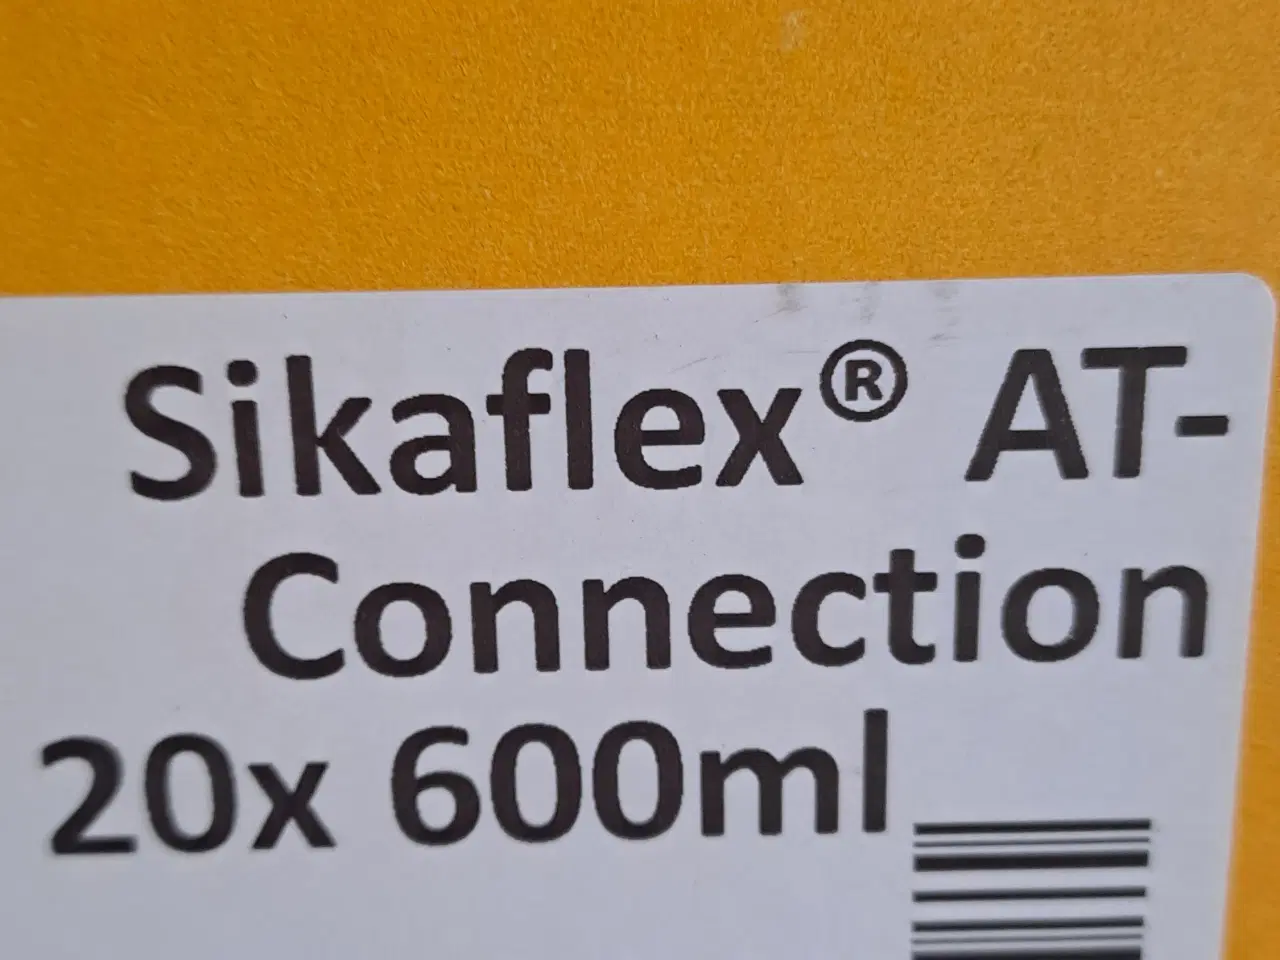 Sikaflex® AT-
Connection
20x 600ml